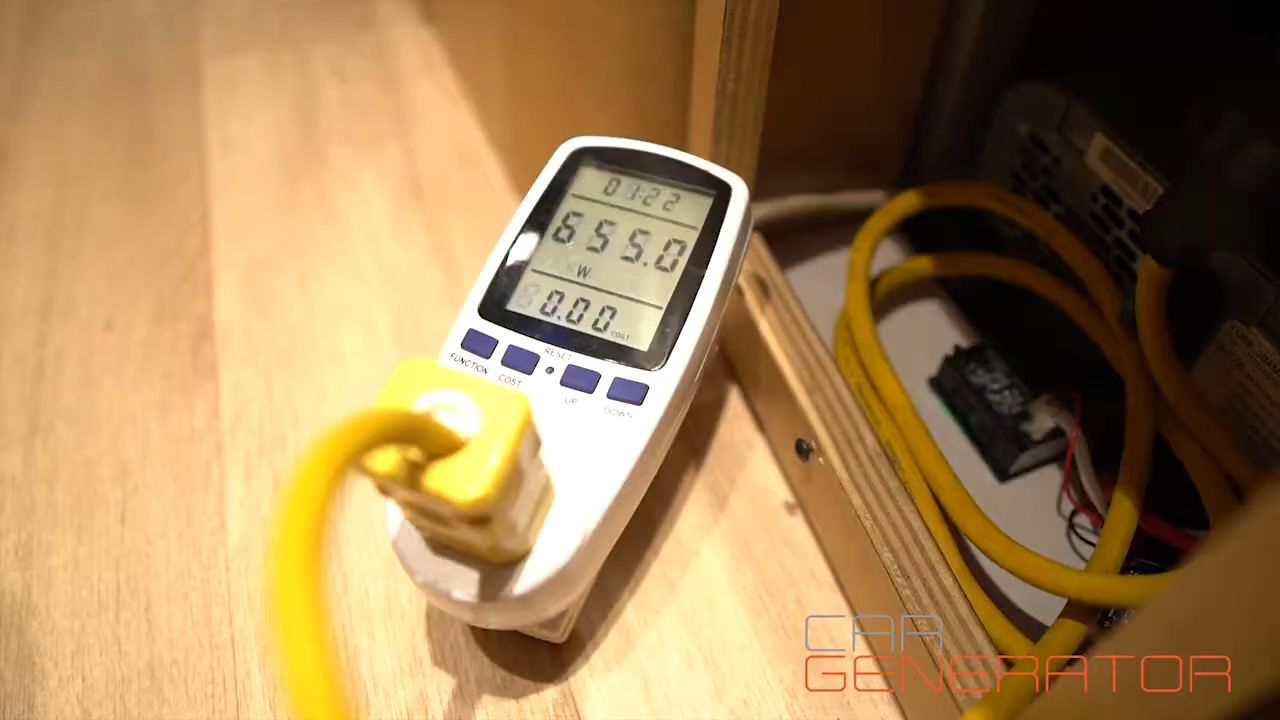 01:22
655.0
W
0.00
COST
RESET
FUNCTION
COST
UP
DOWN
CAR
GENERATOR